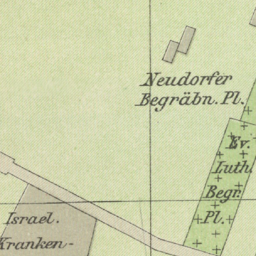 Neudorfer
Begräbn. Pl.
Ev.
Luth.
Begr.
Pl.
Israel.
Kranken-